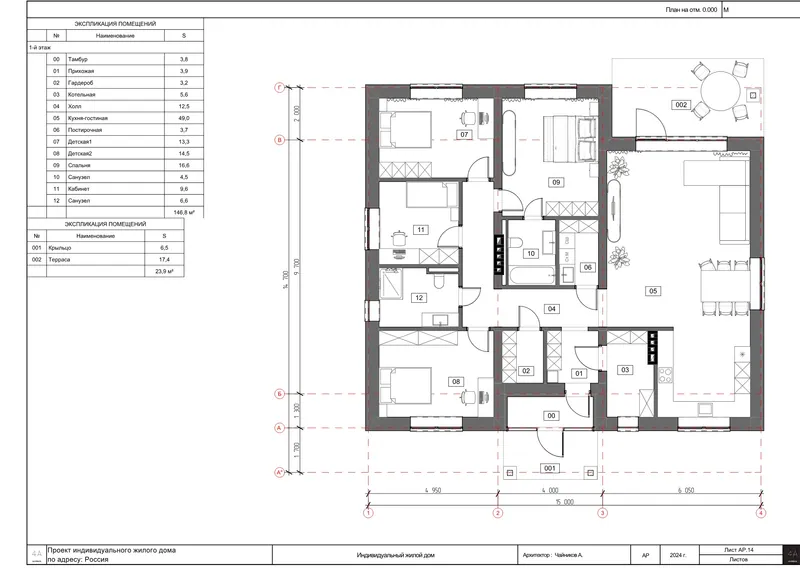 План на отм. 0.000
М
ЭКСПЛИКАЦИЯ ПОМЕЩЕНИЙ
№ Наименование S
1-й этаж
00 Тамбур 3,8
01 Прихожая 3,9
02 Гардероб 3,2
03 Котельная 5,6
04 Холл 12,5
05 Кухня-гостиная 49,0
06 Постирочная 3,7
07 Детская1 13,3
08 Детская2 14,5
09 Спальня 16,6
10 Санузел 4,5
11 Кабинет 9,6
12 Санузел 6,6
146,8 м²
ЭКСПЛИКАЦИЯ ПОМЕЩЕНИЙ
№ Наименование S
001 Крыльцо 6,5
002 Терраса 17,4
23,9 м²
Г
В
Б
А
А*
2 000
9 700
14 700
1 300
1 700
002
07
09
11
10
06
12
05
04
08
02
01
03
00
001
4 950
4 000
6 050
15 000
1
2
3
4
4A
Проект индивидуального жилого дома
по адресу: Россия
Индивидуальный жилой дом
Архитектор : Чайников А.
АР
2024 г.
Лист АР.14
Листов
4A